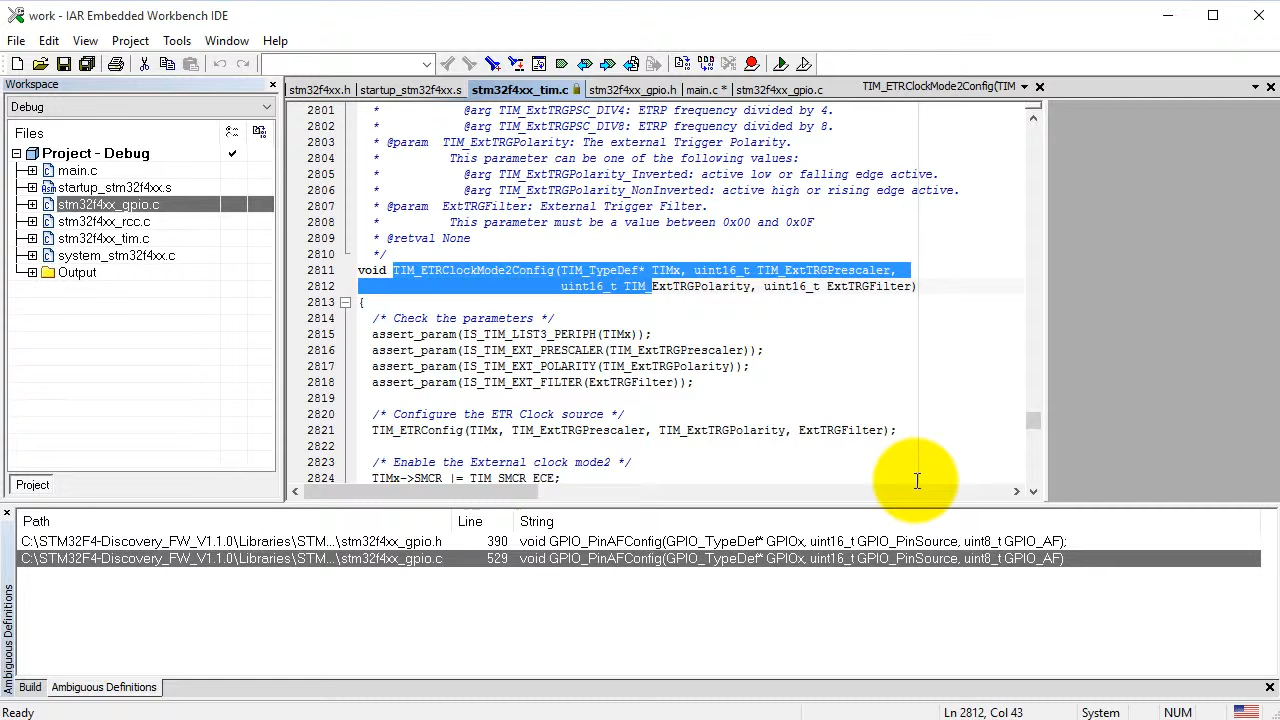 work - IAR Embedded Workbench IDE
File Edit View Project Tools Window Help
Workspace
Debug
Files
Project - Debug
main.c
startup_stm32f4xx.s
stm32f4xx_gpio.c
stm32f4xx_rcc.c
stm32f4xx_tim.c
system_stm32f4xx.c
Output
Project
stm32f4xx.h startup_stm32f4xx.s stm32f4xx_tim.c stm32f4xx_gpio.h main.c * stm32f4xx_gpio.c TIM_ETRClockMode2Config(TIM
2801 * @arg TIM_ExtTRGPSC_DIV4: ETRP frequency divided by 4.
2802 * @arg TIM_ExtTRGPSC_DIV8: ETRP frequency divided by 8.
2803 * @param TIM_ExtTRGPolarity: The external Trigger Polarity.
2804 * This parameter can be one of the following values:
2805 * @arg TIM_ExtTRGPolarity_Inverted: active low or falling edge active.
2806 * @arg TIM_ExtTRGPolarity_NonInverted: active high or rising edge active.
2807 * @param ExtTRGFilter: External Trigger Filter.
2808 * This parameter must be a value between 0x00 and 0x0F
2809 * @retval None
2810 */
2811 void TIM_ETRClockMode2Config(TIM_TypeDef* TIMx, uint16_t TIM_ExtTRGPrescaler,
2812 uint16_t TIM_ExtTRGPolarity, uint16_t ExtTRGFilter)
2813 {
2814 /* Check the parameters */
2815 assert_param(IS_TIM_LIST3_PERIPH(TIMx));
2816 assert_param(IS_TIM_EXT_PRESCALER(TIM_ExtTRGPrescaler));
2817 assert_param(IS_TIM_EXT_POLARITY(TIM_ExtTRGPolarity));
2818 assert_param(IS_TIM_EXT_FILTER(ExtTRGFilter));
2819
2820 /* Configure the ETR Clock source */
2821 TIM_ETRConfig(TIMx, TIM_ExtTRGPrescaler, TIM_ExtTRGPolarity, ExtTRGFilter);
2822
2823 /* Enable the External clock mode2 */
2824 TIMx->SMCR |= TIM_SMCR_ECE;
Path Line String
C:\STM32F4-Discovery_FW_V1.1.0\Libraries\STM...\stm32f4xx_gpio.h 390 void GPIO_PinAFConfig(GPIO_TypeDef* GPIOx, uint16_t GPIO_PinSource, uint8_t GPIO_AF);
C:\STM32F4-Discovery_FW_V1.1.0\Libraries\STM...\stm32f4xx_gpio.c 529 void GPIO_PinAFConfig(GPIO_TypeDef* GPIOx, uint16_t GPIO_PinSource, uint8_t GPIO_AF)
Ambiguous Definitions
Build Ambiguous Definitions
Ready Ln 2812, Col 43 System NUM